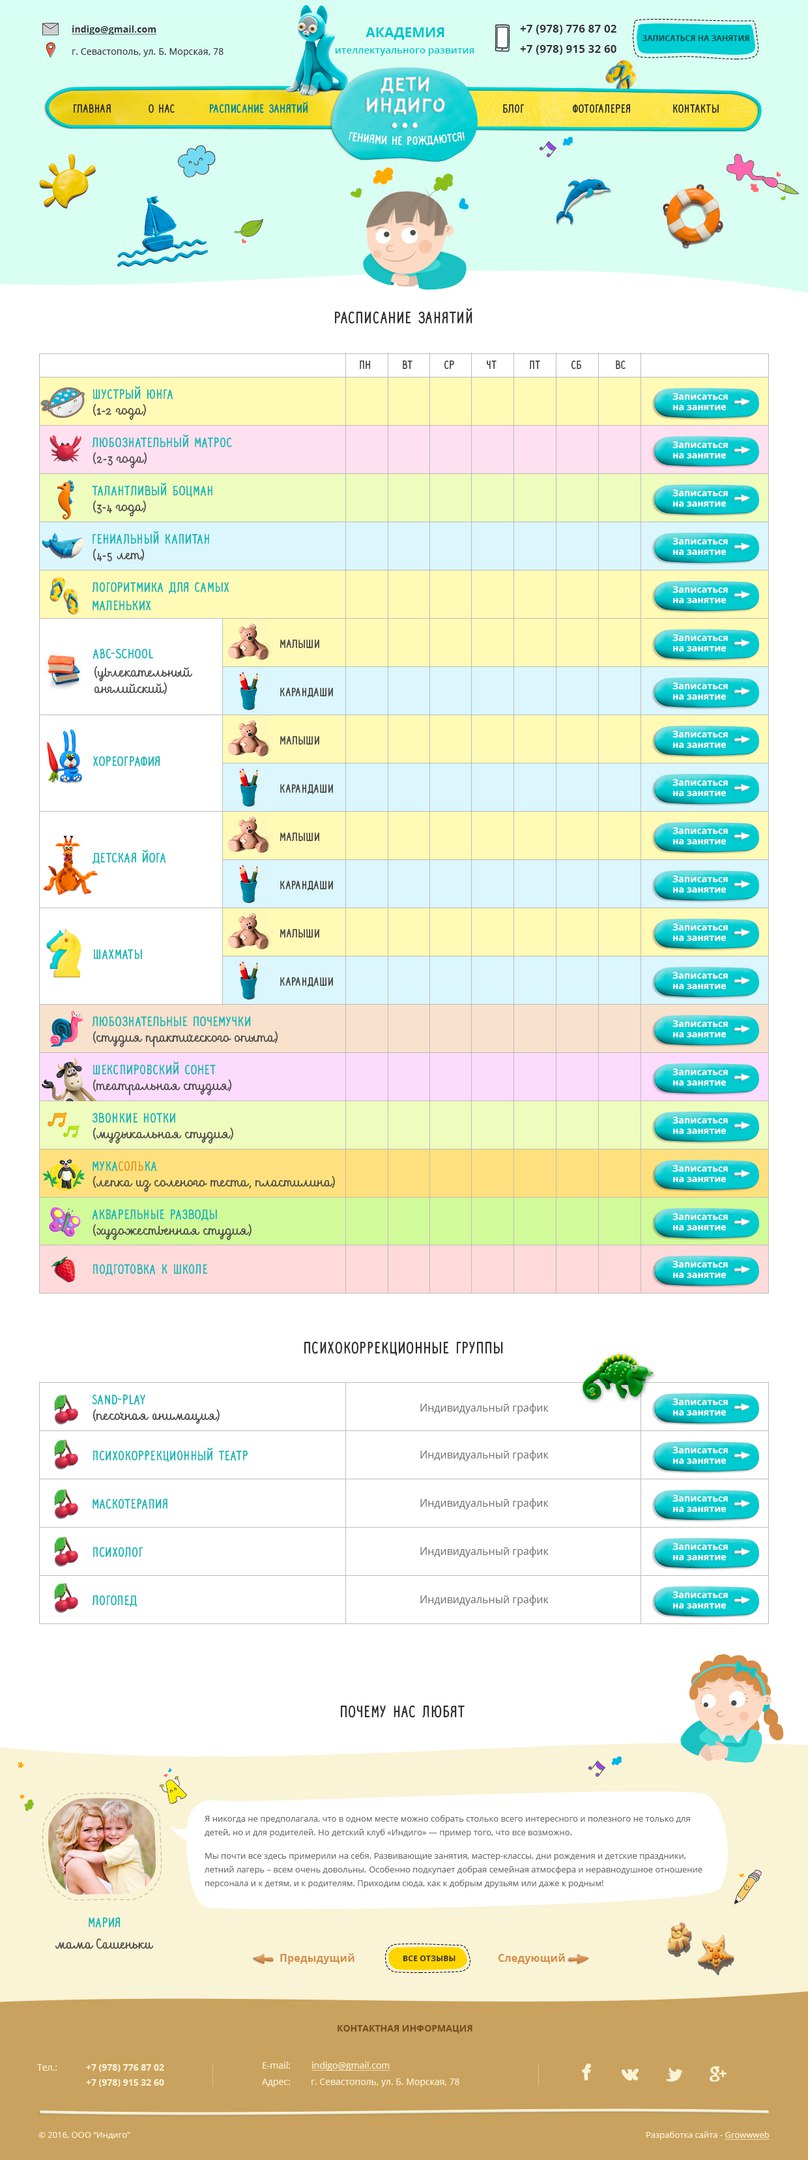 indigo@gmail.com
г. Севастополь, ул. Б. Морская, 78
АКАДЕМИЯ
ителлектуального развития
+7 (978) 776 87 02
+7 (978) 915 32 60
ЗАПИСАТЬСЯ НА ЗАНЯТИЯ
ГЛАВНАЯ
О НАС
РАСПИСАНИЕ ЗАНЯТИЙ
ДЕТИ
ИНДИГО
ГЕНИЯМИ НЕ РОЖДАЮТСЯ!
БЛОГ
ФОТОГАЛЕРЕЯ
КОНТАКТЫ
РАСПИСАНИЕ ЗАНЯТИЙ
ПН ВТ СР ЧТ ПТ СБ ВС
ШУСТРЫЙ ЮНГА
(1-2 года)
Записаться
на занятие
ЛЮБОЗНАТЕЛЬНЫЙ МАТРОС
(2-3 года)
Записаться
на занятие
ТАЛАНТЛИВЫЙ БОЦМАН
(3-4 года)
Записаться
на занятие
ГЕНИАЛЬНЫЙ КАПИТАН
(4-5 лет)
Записаться
на занятие
ЛОГОРИТМИКА ДЛЯ САМЫХ
МАЛЕНЬКИХ
Записаться
на занятие
ABC-SCHOOL
(увлекательный
английский)
МАЛЫШИ
Записаться
на занятие
КАРАНДАШИ
Записаться
на занятие
ХОРЕОГРАФИЯ
МАЛЫШИ
Записаться
на занятие
КАРАНДАШИ
Записаться
на занятие
ДЕТСКАЯ ЙОГА
МАЛЫШИ
Записаться
на занятие
КАРАНДАШИ
Записаться
на занятие
ШАХМАТЫ
МАЛЫШИ
Записаться
на занятие
КАРАНДАШИ
Записаться
на занятие
ЛЮБОЗНАТЕЛЬНЫЕ ПОЧЕМУЧКИ
(студия практического опыта)
Записаться
на занятие
ШЕКСПИРОВСКИЙ СОНЕТ
(театральная студия)
Записаться
на занятие
ЗВОНКИЕ НОТКИ
(музыкальная студия)
Записаться
на занятие
МУКАСОЛЬКА
(лепка из соленого теста, пластилина)
Записаться
на занятие
АКВАРЕЛЬНЫЕ РАЗВОДЫ
(художественная студия)
Записаться
на занятие
ПОДГОТОВКА К ШКОЛЕ
Записаться
на занятие
ПСИХОКОРРЕКЦИОННЫЕ ГРУППЫ
SAND-PLAY
(песочная анимация)
Индивидуальный график
Записаться
на занятие
ПСИХОКОРРЕКЦИОННЫЙ ТЕАТР
Индивидуальный график
Записаться
на занятие
МАСКОТЕРАПИЯ
Индивидуальный график
Записаться
на занятие
ПСИХОЛОГ
Индивидуальный график
Записаться
на занятие
ЛОГОПЕД
Индивидуальный график
Записаться
на занятие
ПОЧЕМУ НАС ЛЮБЯТ
Я никогда не предполагала, что в одном месте можно собрать столько всего интересного и полезного не только для
детей, но и для родителей. Но детский клуб «Индиго» — пример того, что все возможно.
Мы почти все здесь примерили на себя. Развивающие занятия, мастер-классы, дни рождения и детские праздники,
летний лагерь – всем очень довольны. Особенно подкупает добрая семейная атмосфера и неравнодушное отношение
персонала и к детям, и к родителям. Приходим сюда, как к добрым друзьям или даже к родным!
МАРИЯ
мама Сашеньки
Предыдущий
ВСЕ ОТЗЫВЫ
Следующий
КОНТАКТНАЯ ИНФОРМАЦИЯ
Тел.: +7 (978) 776 87 02
+7 (978) 915 32 60
E-mail: indigo@gmail.com
Адрес: г. Севастополь, ул. Б. Морская, 78
© 2016, ООО "Индиго"
Разработка сайта - Growwweb